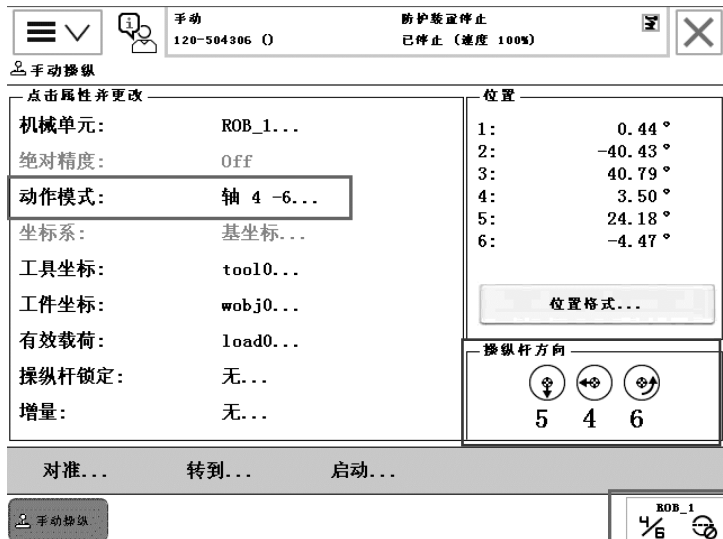 手动
防护装置停止
120-504306 ()
已停止 (速度 100%)
手动操纵
点击属性并更改
机械单元: ROB_1...
绝对精度: Off
动作模式: 轴 4 -6...
坐标系: 基坐标...
工具坐标: tool0...
工件坐标: wobj0...
有效载荷: load0...
操纵杆锁定: 无...
增量: 无...
位置
1: 0.44 °
2: -40.43 °
3: 40.79 °
4: 3.50 °
5: 24.18 °
6: -4.47 °
位置格式...
操纵杆方向
5 4 6
对准... 转到... 启动...
手动操纵
ROB_1
4/6